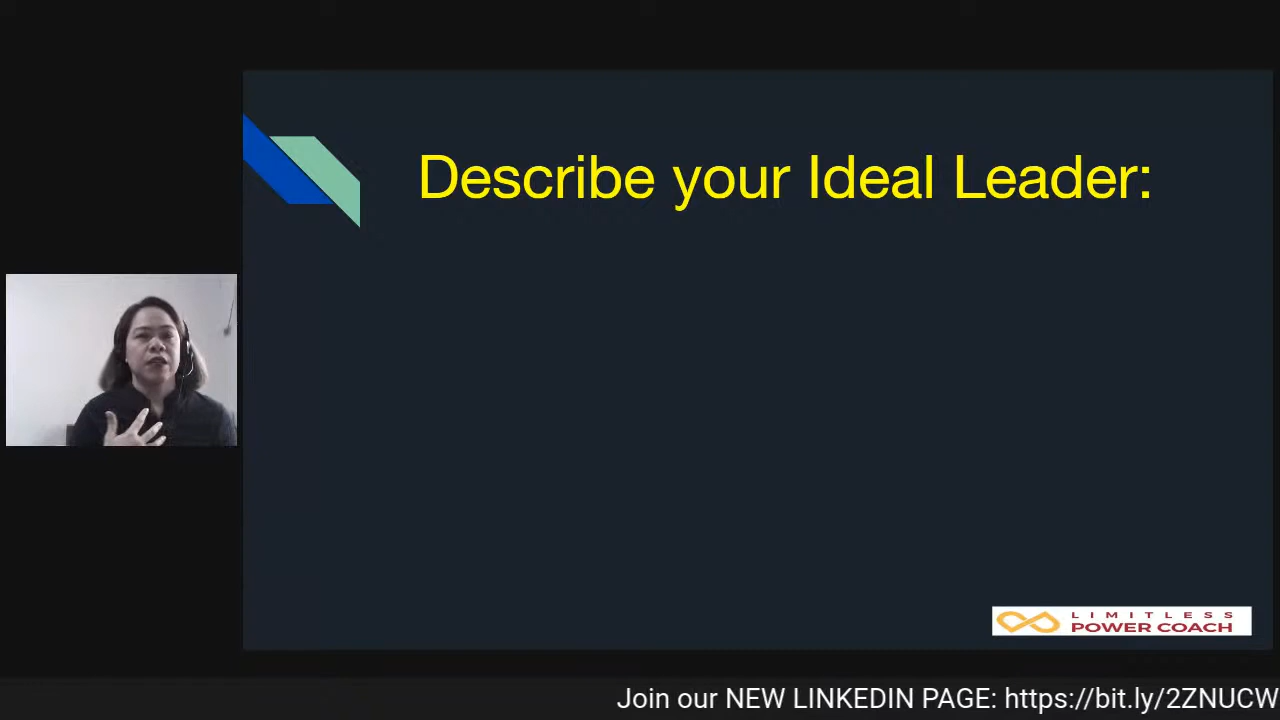 Describe your Ideal Leader:
LIMITLESS
POWER COACH
Join our NEW LINKEDIN PAGE: https://bit.ly/2ZNUCW